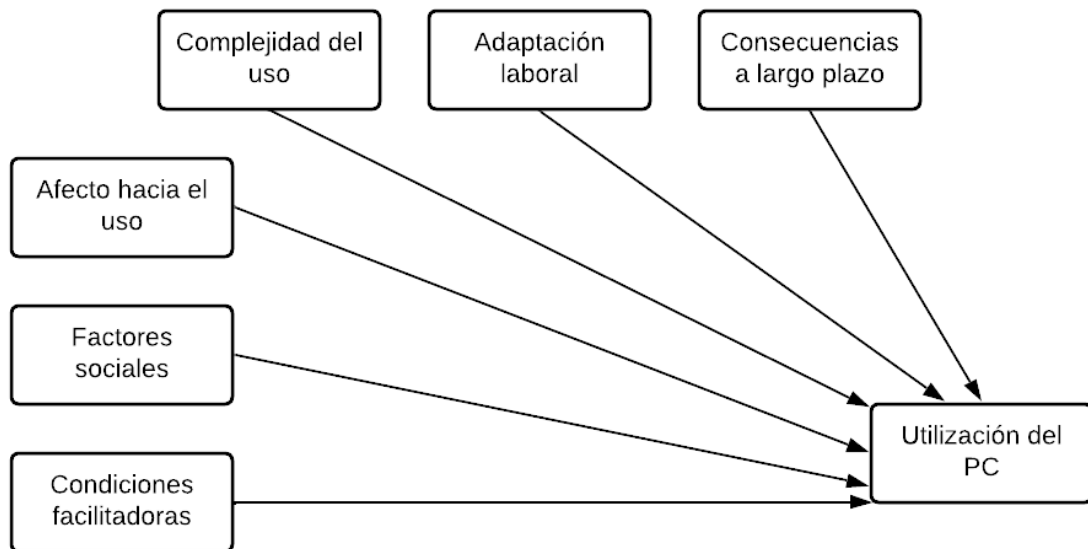 Complejidad del
uso
Adaptación
laboral
Consecuencias
a largo plazo
Afecto hacia el
uso
Factores
sociales
Condiciones
facilitadoras
Utilización del
PC